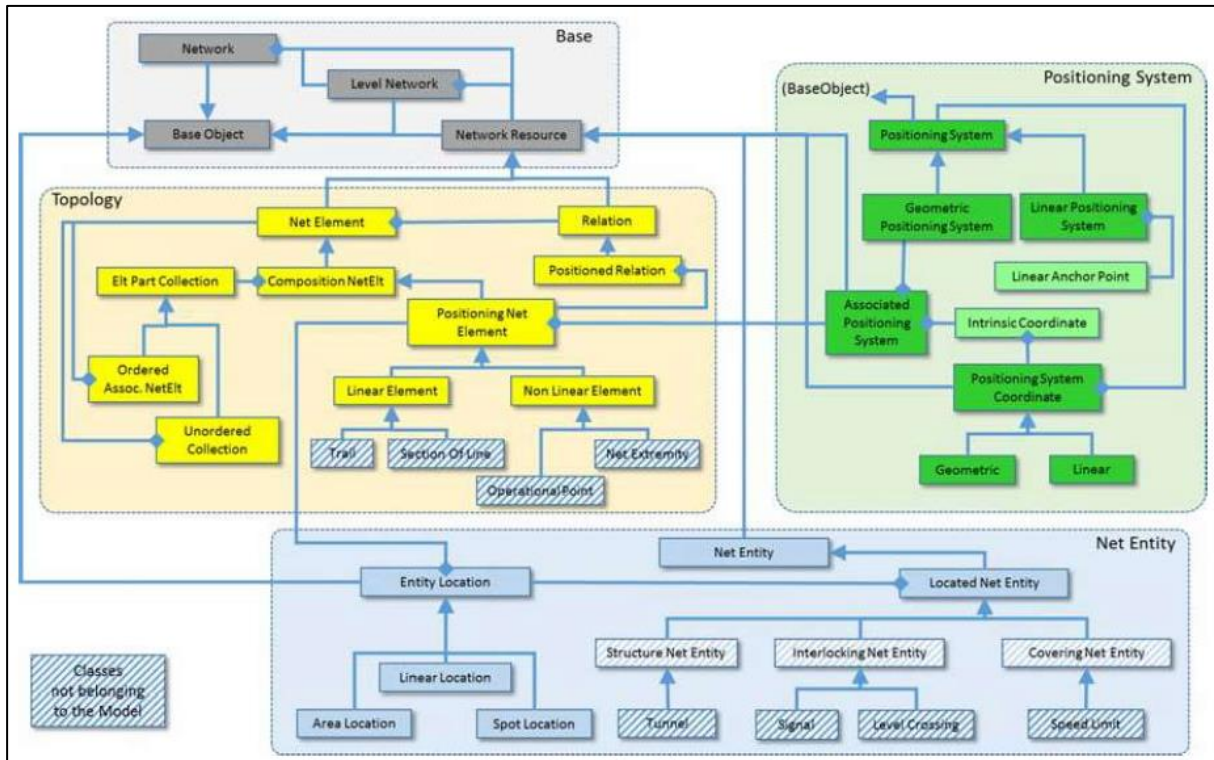 Base
Network
Level Network
Base Object
Network Resource
Positioning System
(BaseObject)
Positioning System
Geometric
Positioning System
Linear Positioning
System
Linear Anchor Point
Associated
Positioning
System
Intrinsic Coordinate
Positioning System
Coordinate
Geometric
Linear
Topology
Net Element
Relation
Elt Part Collection
Composition NetElt
Positioned Relation
Positioning Net
Element
Ordered
Assoc. NetElt
Linear Element
Non Linear Element
Unordered
Collection
Trail
Section Of Line
Net Extremity
Operational Point
Net Entity
Net Entity
Entity Location
Located Net Entity
Structure Net Entity
Interlocking Net Entity
Covering Net Entity
Linear Location
Area Location
Spot Location
Tunnel
Signal
Level Crossing
Speed Limit
Classes
not belonging
to the Model